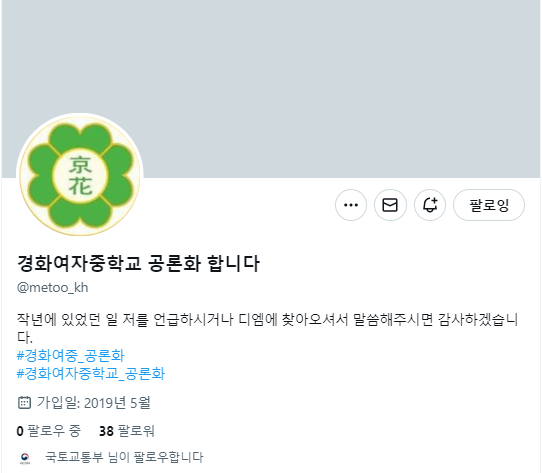 京
花
팔로잉
경화여자중학교 공론화 합니다
@metoo_kh
작년에 있었던 일 저를 언급하시거나 디엠에 찾아오셔서 말씀해주시면 감사하겠습니
다.
#경화여중_공론화
#경화여자중학교_공론화
가입일: 2019년 5월
0 팔로우 중 38 팔로워
국토교통부 님이 팔로우합니다